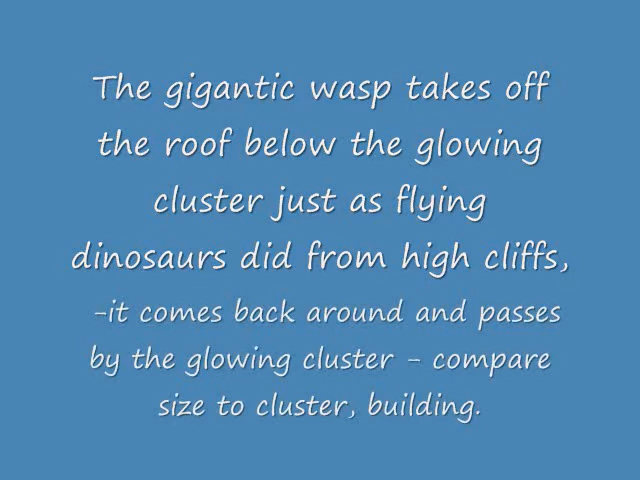 The gigantic wasp takes off
the roof below the glowing
cluster just as flying
dinosaurs did from high cliffs,
-it comes back around and passes
by the glowing cluster - compare
size to cluster, building.